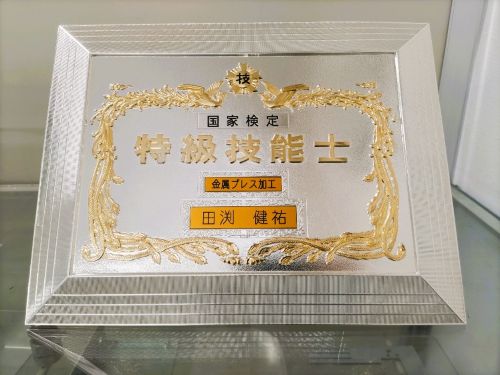 技
国家検定
特級技能士
金属プレス加工
田渕 健祐